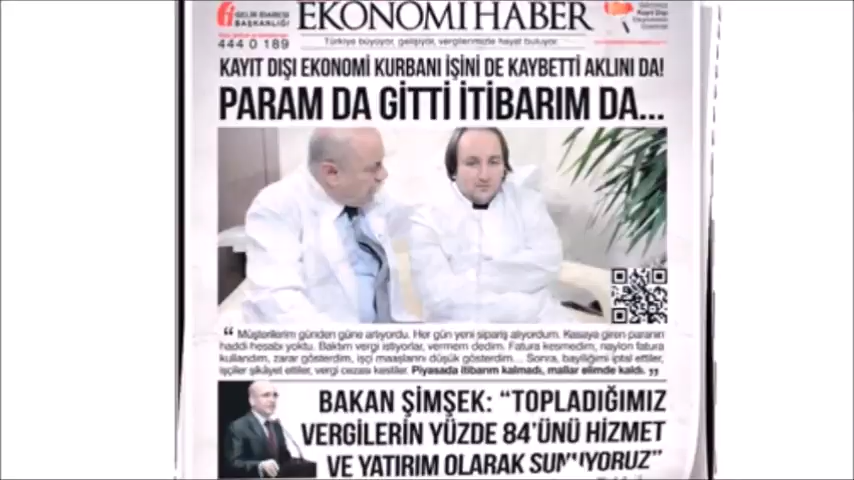 GELİR İDARESİ
BAŞKANLIĞI
444 0 189
EKONOMİ HABER
Türkiye büyüyor, gelişiyor, vergilerimizle hayat buluyor.
Kayıt Dışı
KAYIT DIŞI EKONOMİ KURBANI İŞİNİ DE KAYBETTİ AKLINI DA!
PARAM DA GİTTİ İTİBARIM DA...
“ Müşterilerim günden güne artıyordu. Her gün yeni sipariş alıyordum. Kasaya giren paranın
haddi hesabı yoktu. Baktım vergi istiyorlar, vermem dedim. Fatura kesmedim, naylon fatura
kullandım, zarar gösterdim, işçi maaşlarını düşük gösterdim... Sonra, bayiliğimi iptal ettiler,
işçiler şikâyet ettiler, vergi cezası kestiler. Piyasada itibarım kalmadı, mallar elimde kaldı. ”
BAKAN ŞİMŞEK: “TOPLADIĞIMIZ
VERGİLERİN YÜZDE 84'ÜNÜ HİZMET
VE YATIRIM OLARAK SUNUYORUZ”